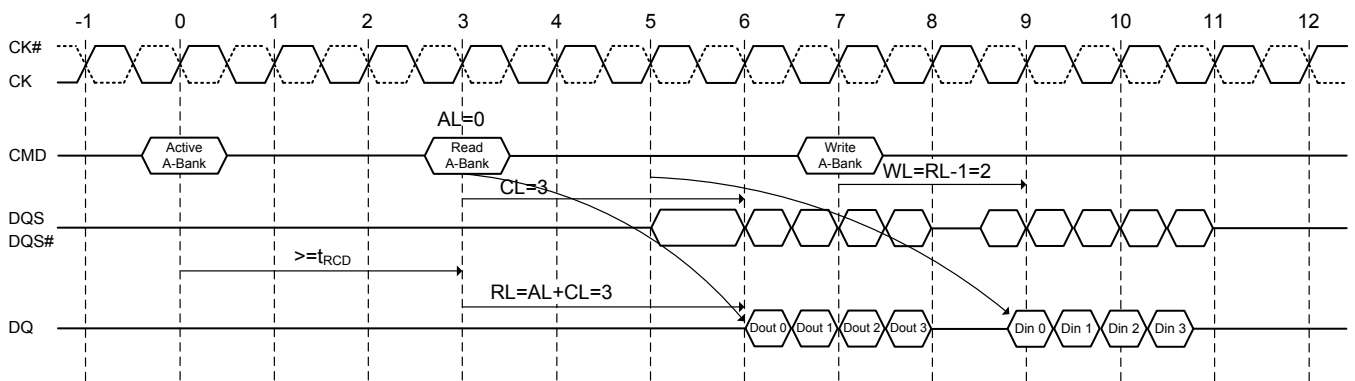 -1 0 1 2 3 4 5 6 7 8 9 10 11 12
CK#
CK
AL=0
CMD
Active
A-Bank
Read
A-Bank
Write
A-Bank
CL=3
WL=RL-1=2
DQS
DQS#
>=tRCD
RL=AL+CL=3
DQ
Dout 0 Dout 1 Dout 2 Dout 3 Din 0 Din 1 Din 2 Din 3